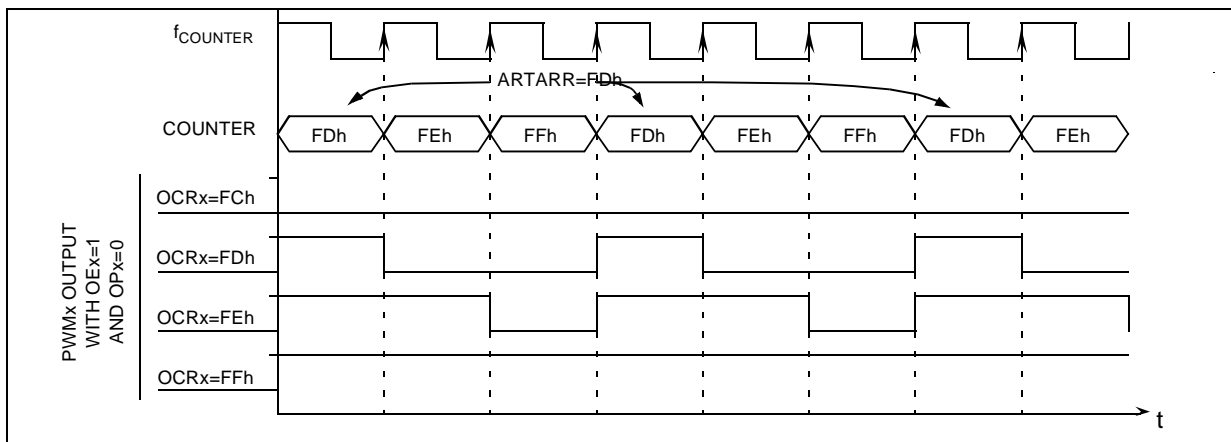 fCOUNTER
ARTARR=FDh
COUNTER
FDh FEh FFh FDh FEh FFh FDh FEh
PWMx OUTPUT
WITH OEx=1
AND OPx=0
OCRx=FCh
OCRx=FDh
OCRx=FEh
OCRx=FFh
t